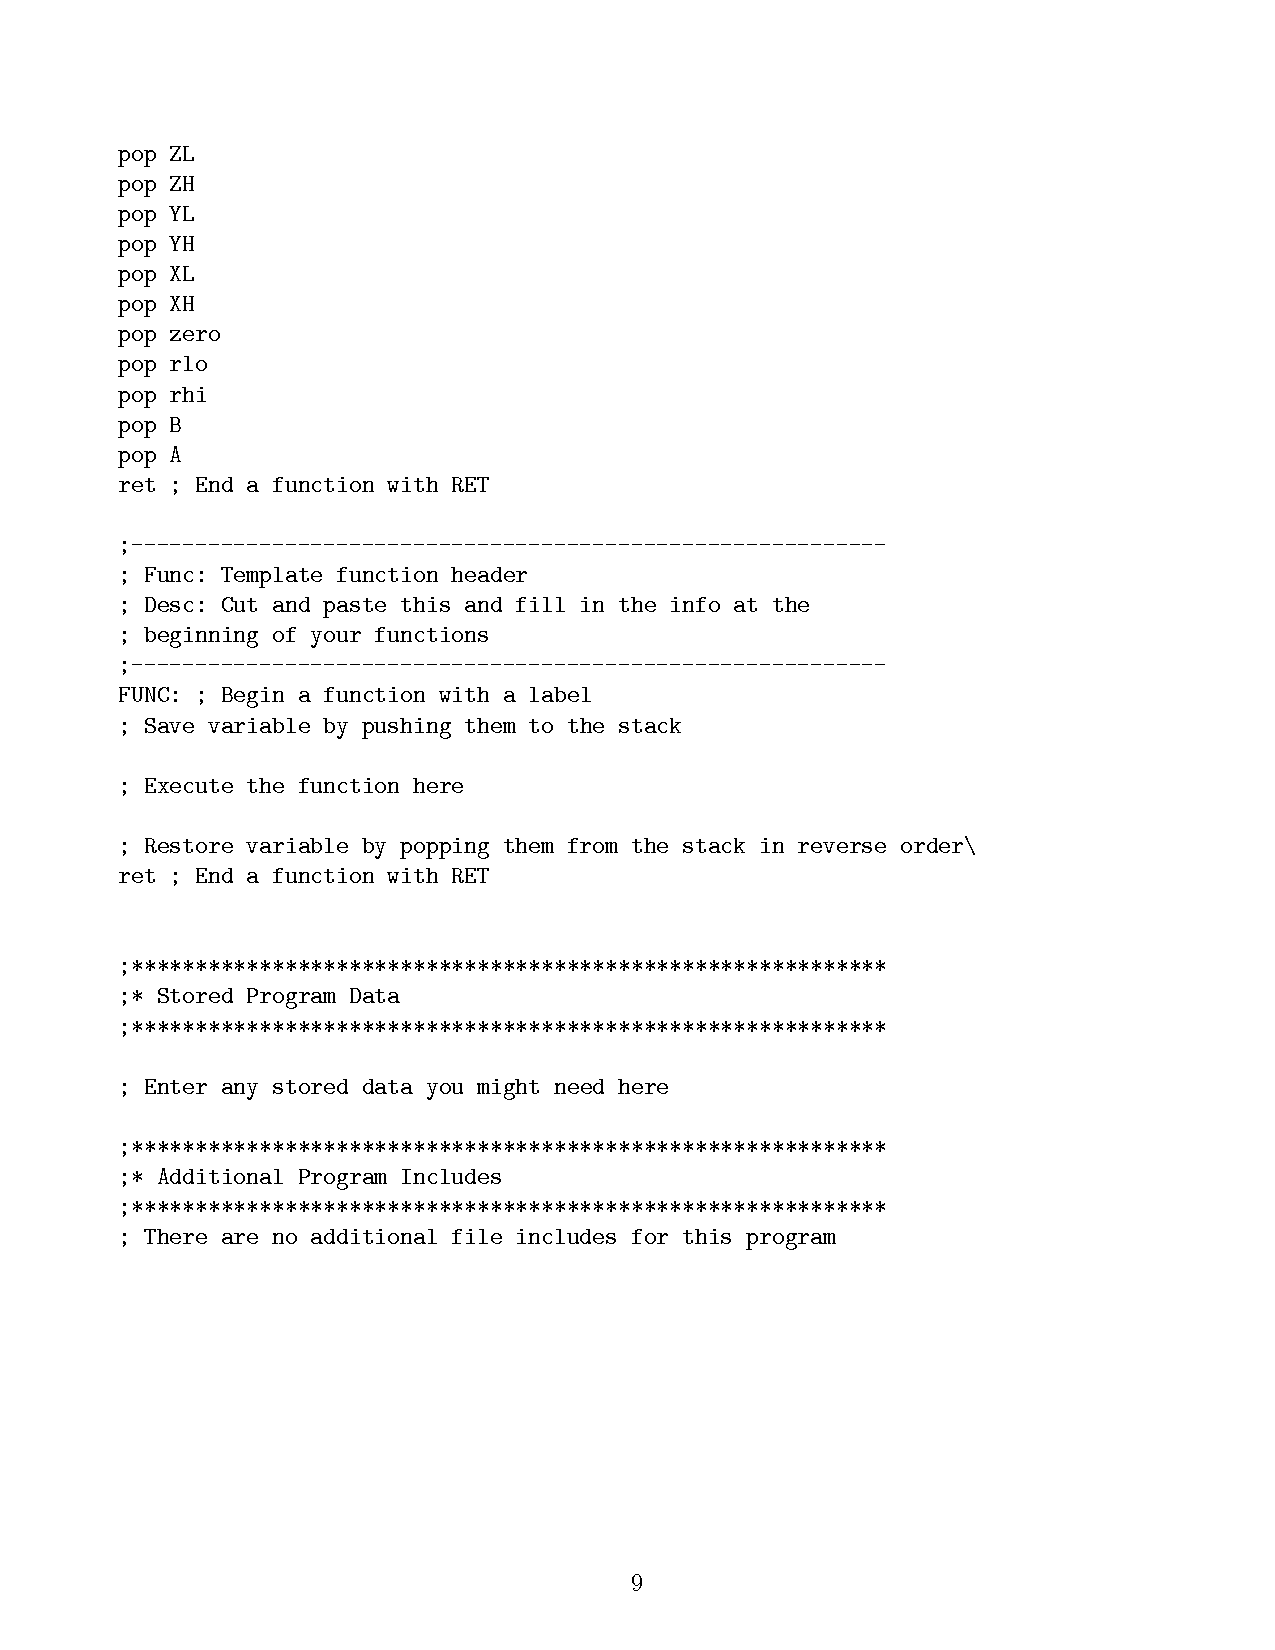 pop ZL
pop ZH
pop YL
pop YH
pop XL
pop XH
pop zero
pop rlo
pop rhi
pop B
pop A
ret ; End a function with RET
;-----------------------------------------------------------
; Func: Template function header
; Desc: Cut and paste this and fill in the info at the
; beginning of your functions
;-----------------------------------------------------------
FUNC: ; Begin a function with a label
; Save variable by pushing them to the stack
; Execute the function here
; Restore variable by popping them from the stack in reverse order\
ret ; End a function with RET
;***********************************************************
;* Stored Program Data
;***********************************************************
; Enter any stored data you might need here
;***********************************************************
;* Additional Program Includes
;***********************************************************
; There are no additional file includes for this program
9